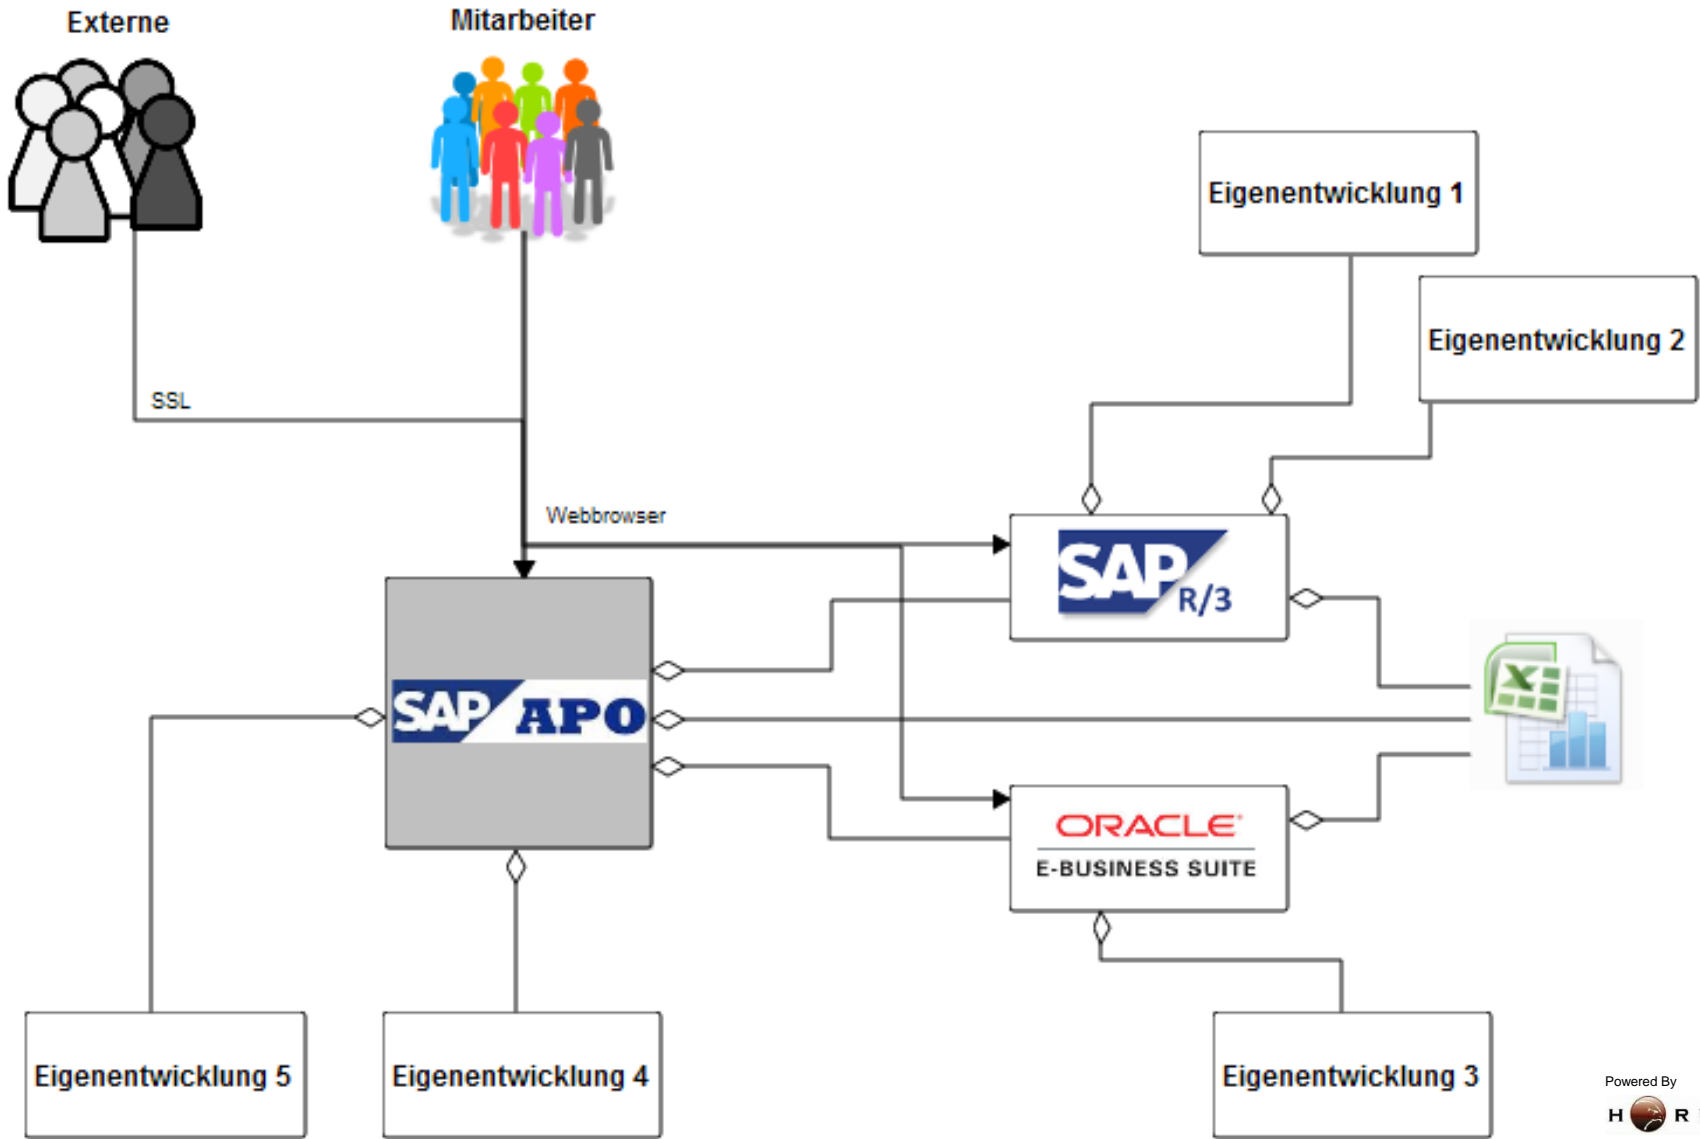 Externe
Mitarbeiter
Eigenentwicklung 1
Eigenentwicklung 2
SSL
Webbrowser
SAP
R/3
SAP APO
X
ORACLE
E-BUSINESS SUITE
Eigenentwicklung 5
Eigenentwicklung 4
Eigenentwicklung 3
Powered By
H R